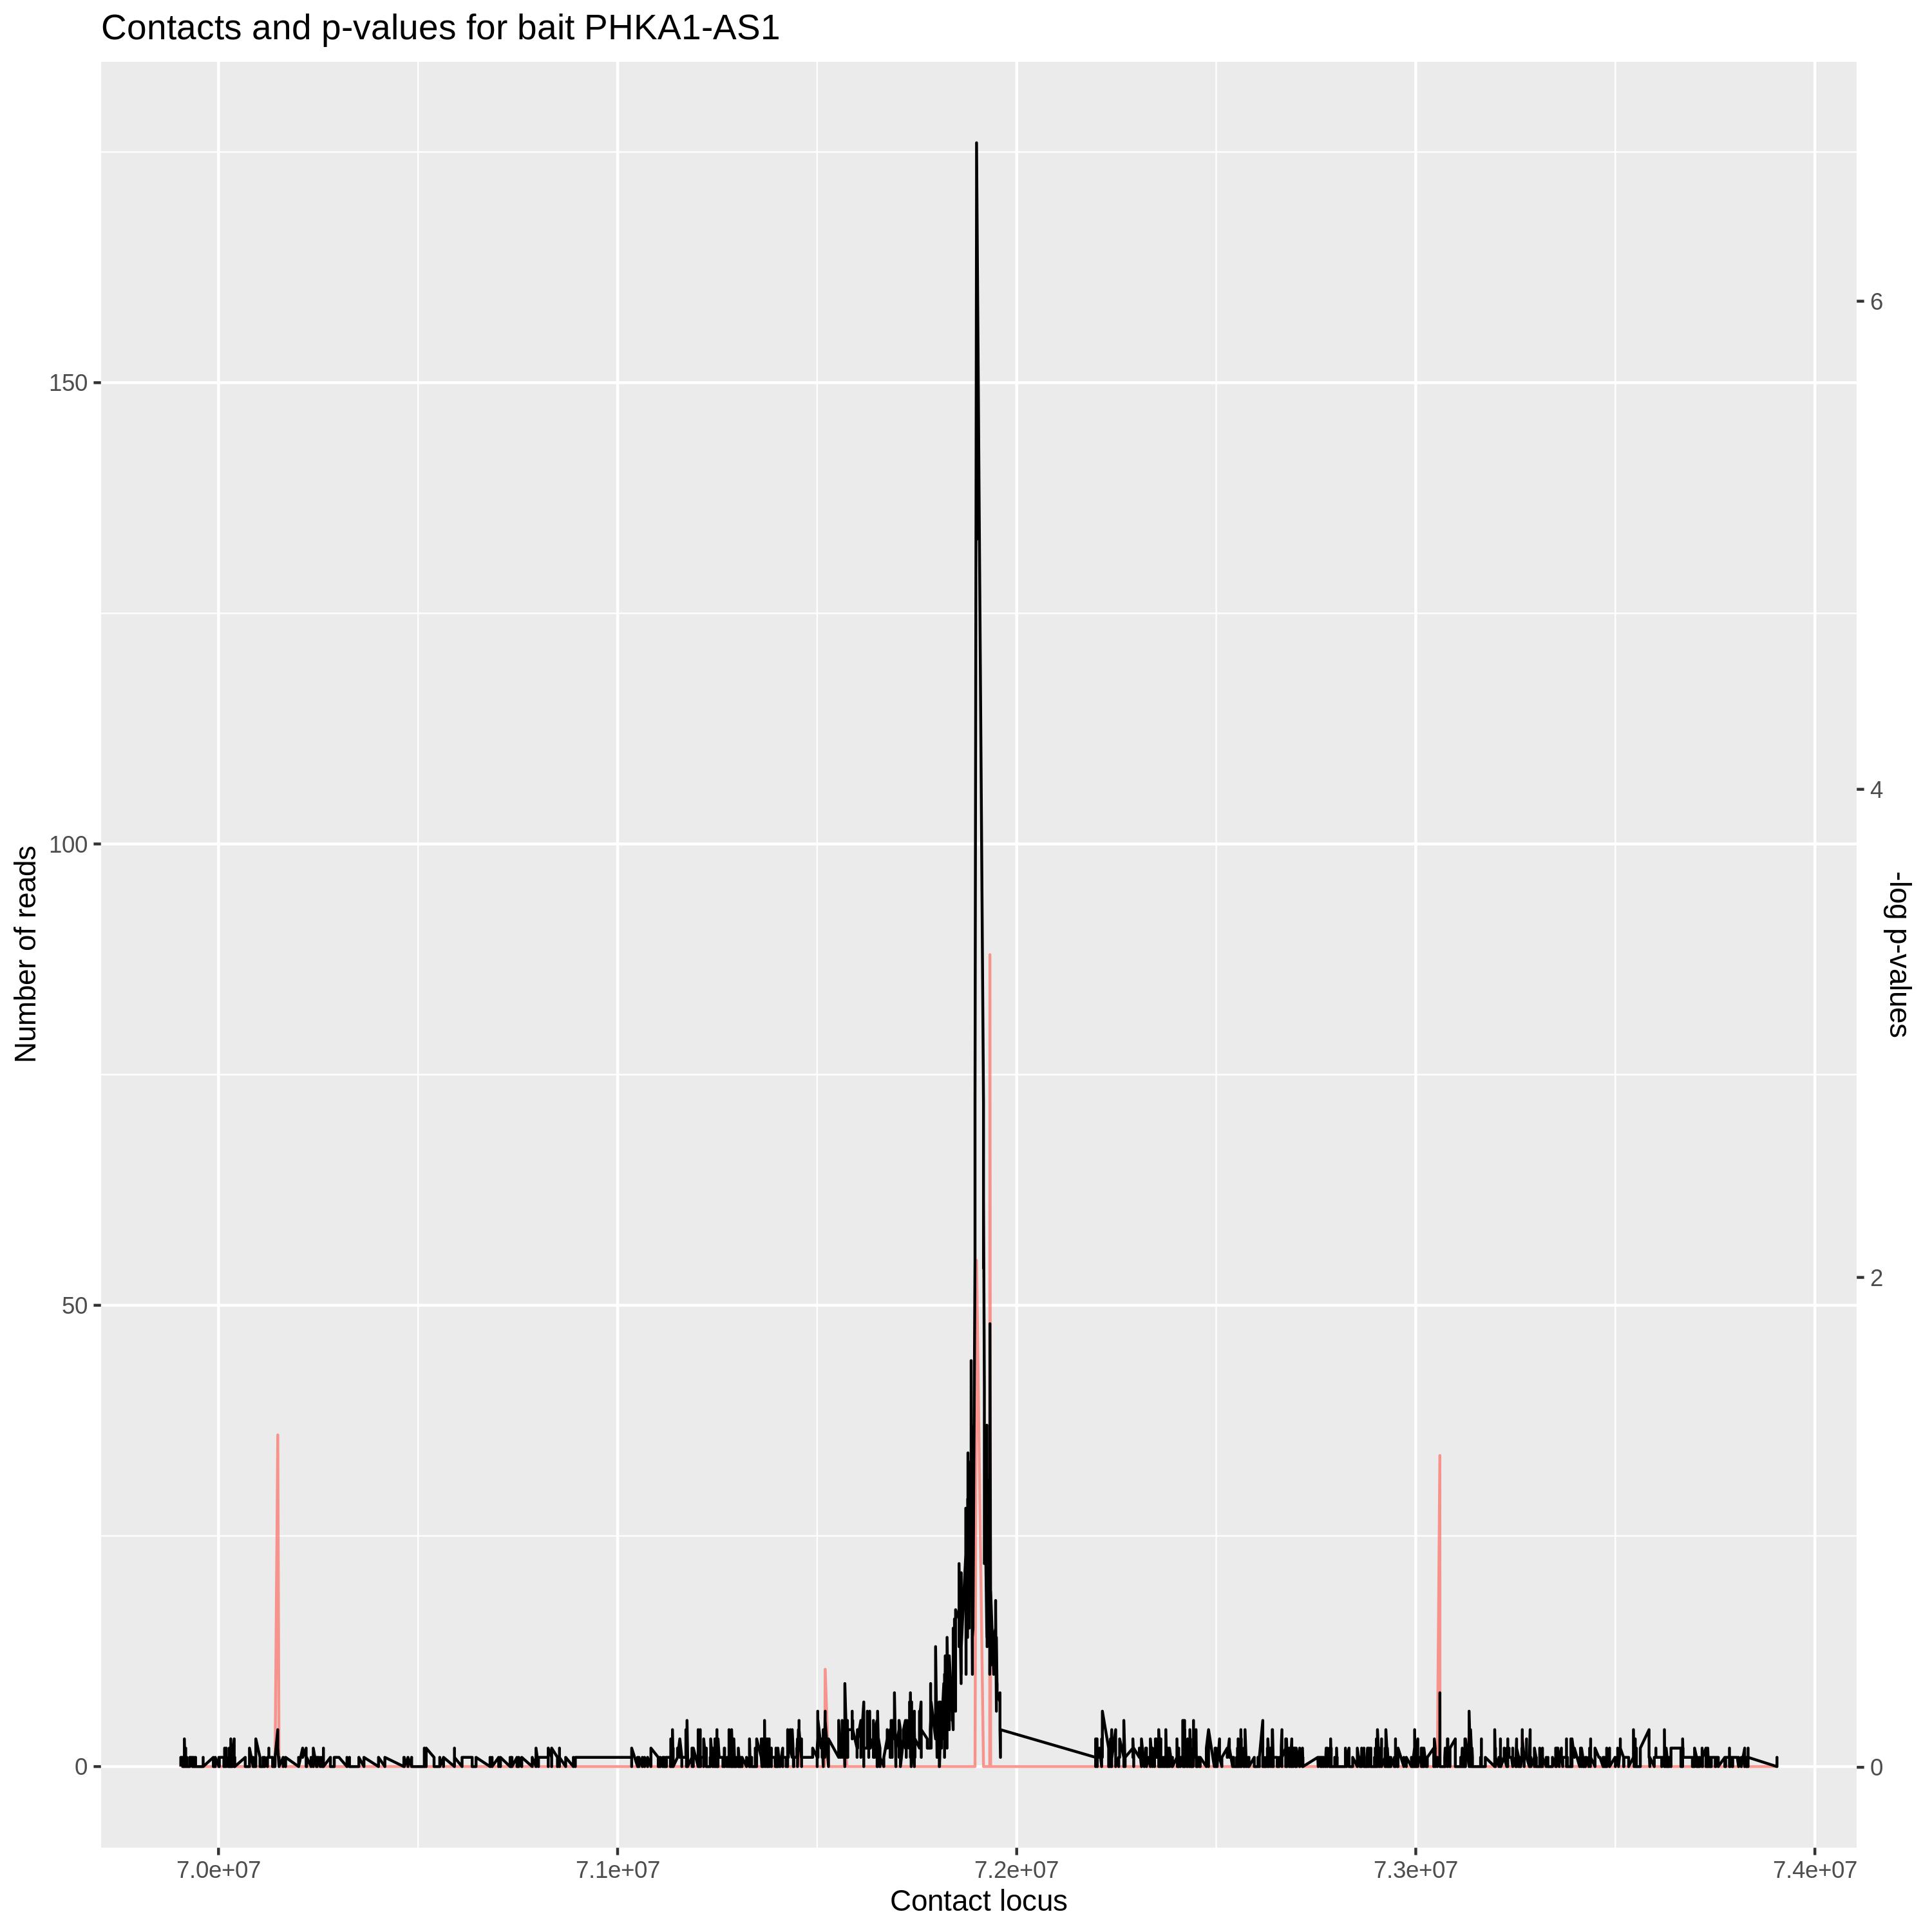 Contacts and p-values for bait PHKA1-AS1
Number of reads
150
100
50
0
6
4
2
0
-log p-values
7.0e+07 7.1e+07 7.2e+07 7.3e+07 7.4e+07
Contact locus